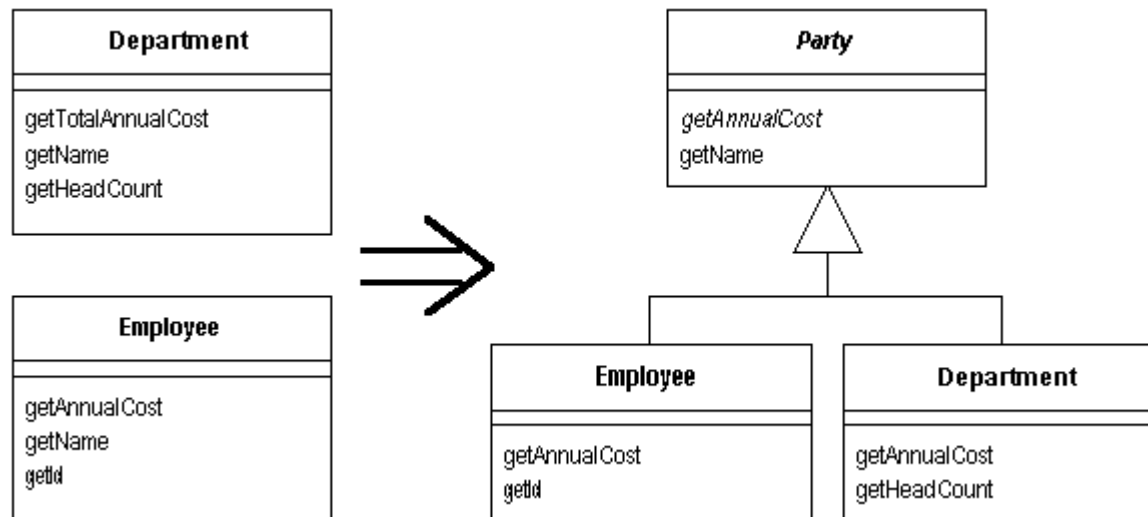 Department
getTotalAnnualCost
getName
getHeadCount
Employee
getAnnualCost
getName
getId
Party
getAnnualCost
getName
Employee
getAnnualCost
getId
Department
getAnnualCost
getHeadCount